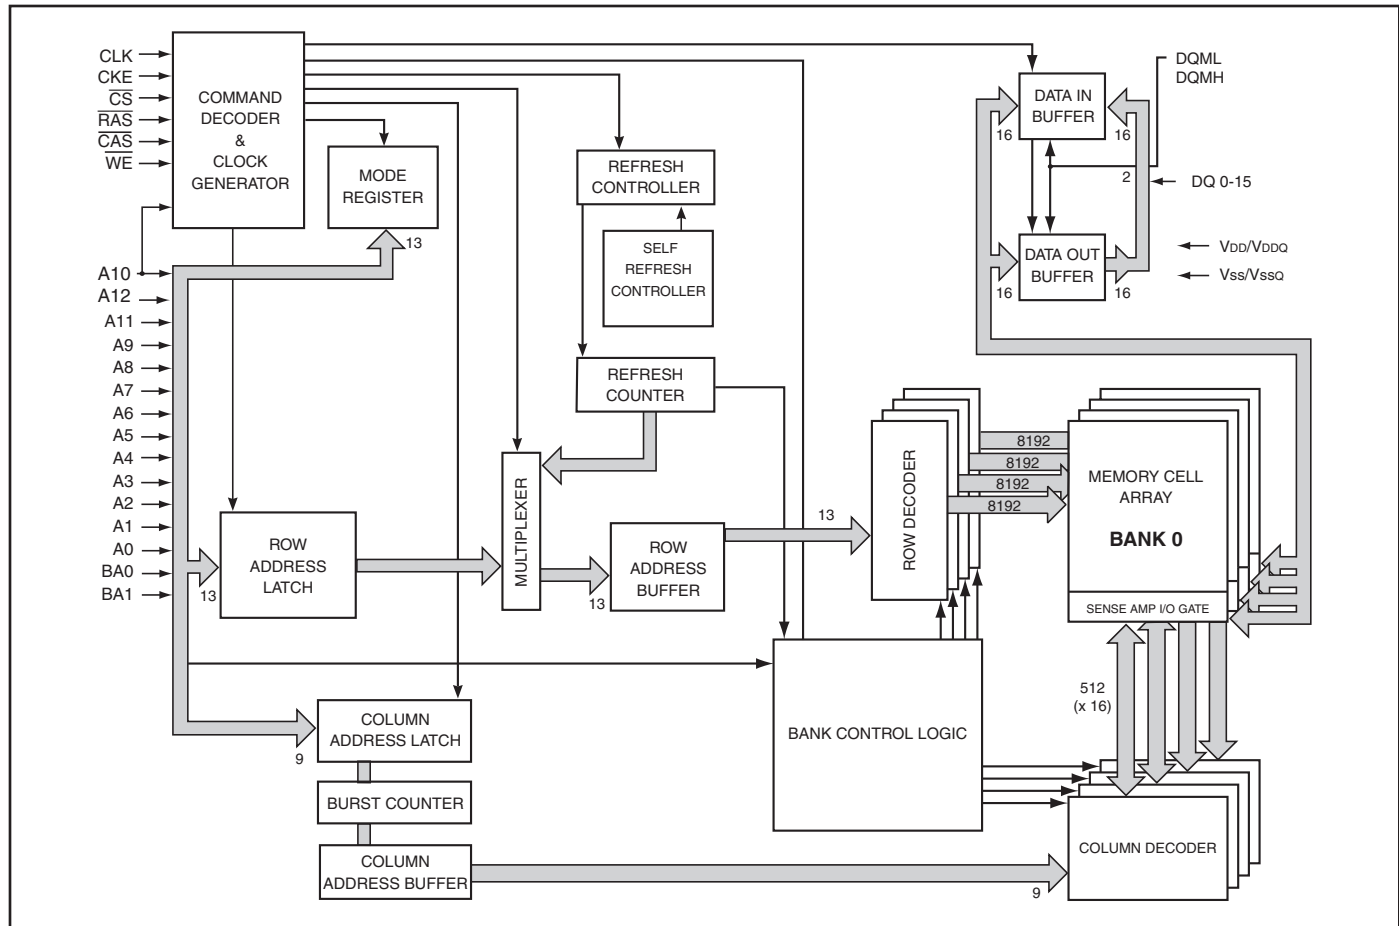 CLK
CKE
CS
RAS
CAS
WE
COMMAND
DECODER
&
CLOCK
GENERATOR
MODE
REGISTER
13
REFRESH
CONTROLLER
SELF
REFRESH
CONTROLLER
REFRESH
COUNTER
DATA IN
BUFFER
16
16
DQML
DQMH
2
DQ 0-15
DATA OUT
BUFFER
16
16
VDD/VDDQ
Vss/VssQ
A10
A12
A11
A9
A8
A7
A6
A5
A4
A3
A2
A1
A0
BA0
BA1
13
ROW
ADDRESS
LATCH
MULTIPLEXER
13
ROW
ADDRESS
BUFFER
13
ROW DECODER
8192
8192
8192
8192
MEMORY CELL
ARRAY
BANK 0
SENSE AMP I/O GATE
512
(x 16)
BANK CONTROL LOGIC
9
COLUMN
ADDRESS LATCH
BURST COUNTER
COLUMN
ADDRESS BUFFER
9
COLUMN DECODER